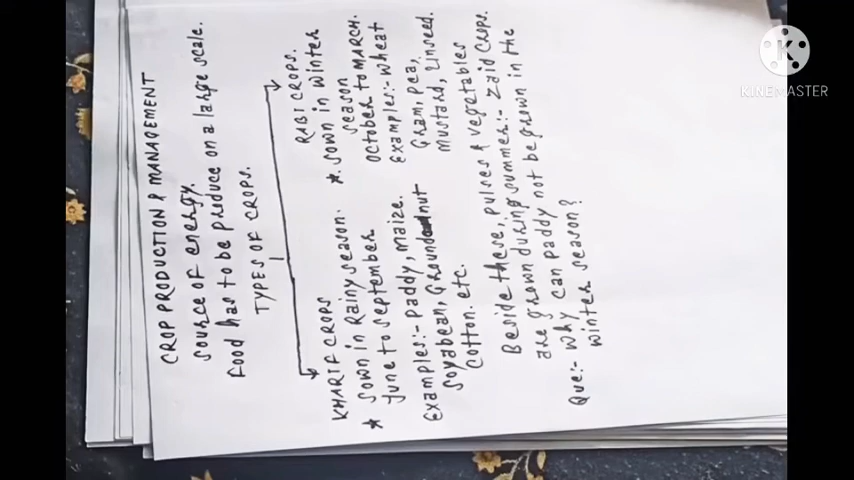 CROP PRODUCTION & MANAGEMENT
source of energy.
Food has to be produce on a large scale.
TYPES OF CROPS.
KHARIF CROPS
★ sown in Rainy season.
June to september
Examples:- paddy, maize.
Soyabean, Groundnut
cotton. etc.
RABI CROPS.
★. sown in winter
season
October to MARCH.
Examples:- wheat
Gram, pea,
mustard, linseed.
Beside these, pulses & vegetables
are grown during summer:- zaid crops.
Que:- Why can paddy not be grown in the
winter season?
KINEMASTER